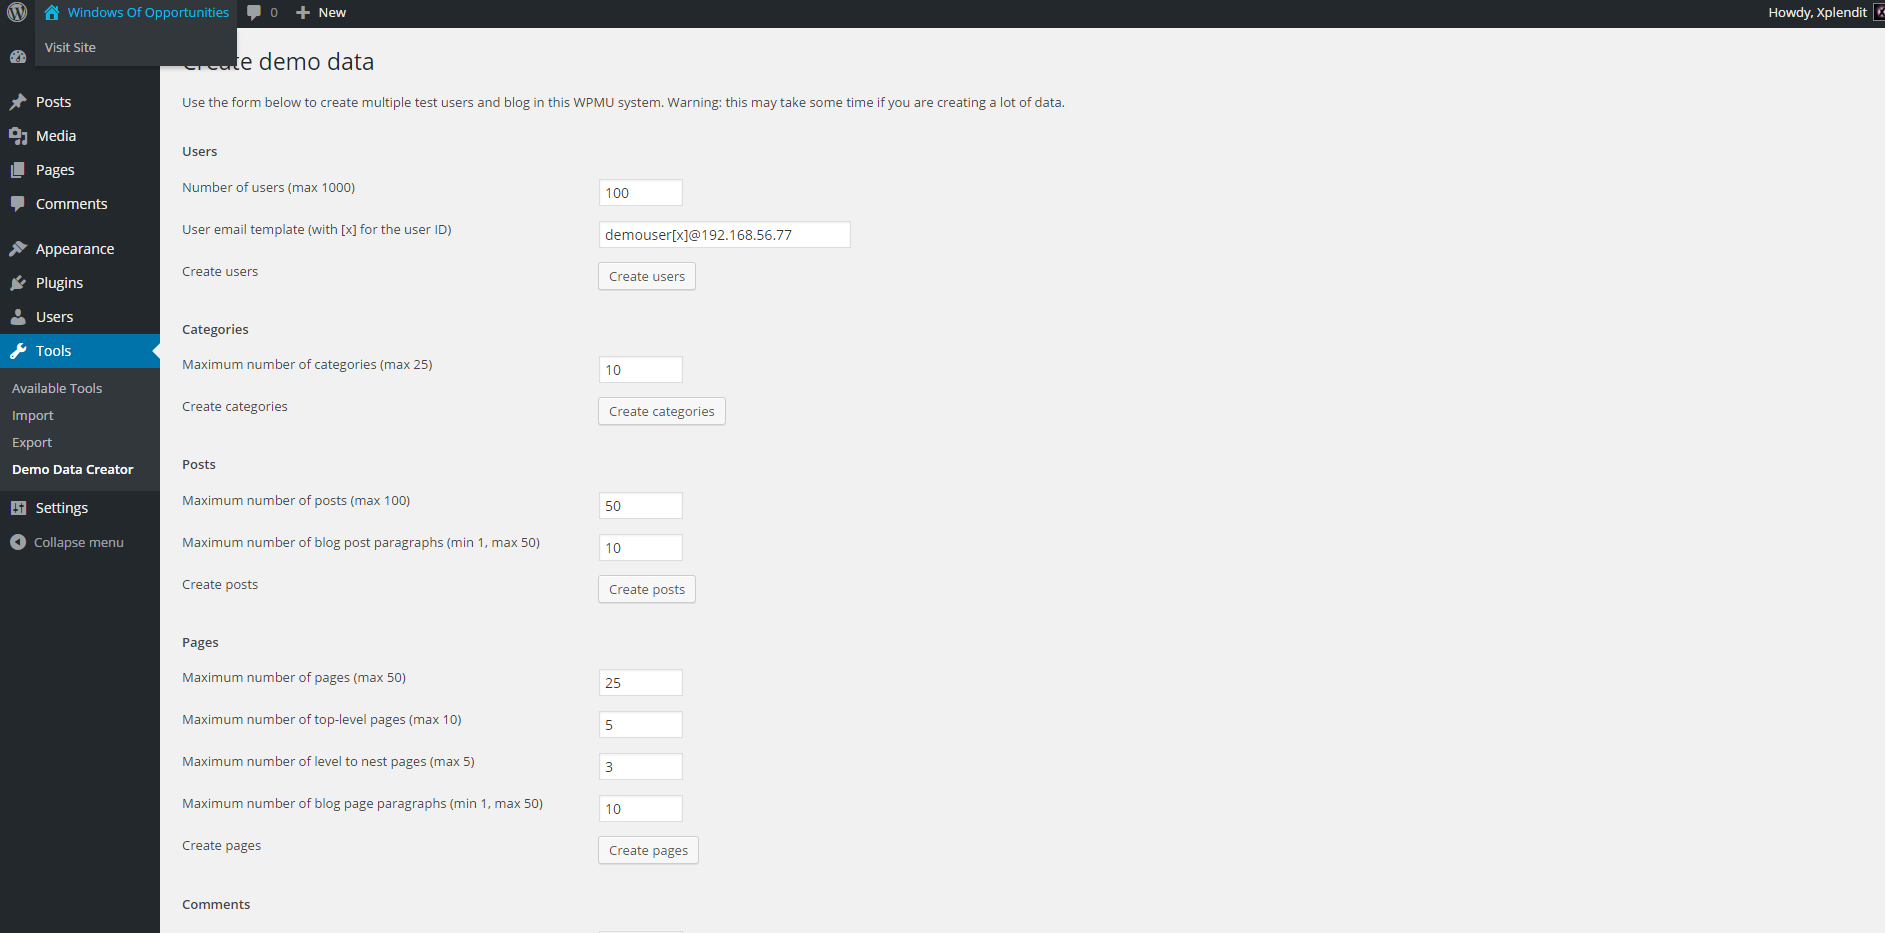 Windows Of Opportunities 0 New Howdy, Xplendit
Visit Site
Create demo data
Use the form below to create multiple test users and blog in this WPMU system. Warning: this may take some time if you are creating a lot of data.
Posts
Media
Pages
Comments
Appearance
Plugins
Users
Tools
Available Tools
Import
Export
Demo Data Creator
Settings
Collapse menu
Users
Number of users (max 1000) 100
User email template (with [x] for the user ID) demouser[x]@192.168.56.77
Create users Create users
Categories
Maximum number of categories (max 25) 10
Create categories Create categories
Posts
Maximum number of posts (max 100) 50
Maximum number of blog post paragraphs (min 1, max 50) 10
Create posts Create posts
Pages
Maximum number of pages (max 50) 25
Maximum number of top-level pages (max 10) 5
Maximum number of level to nest pages (max 5) 3
Maximum number of blog page paragraphs (min 1, max 50) 10
Create pages Create pages
Comments